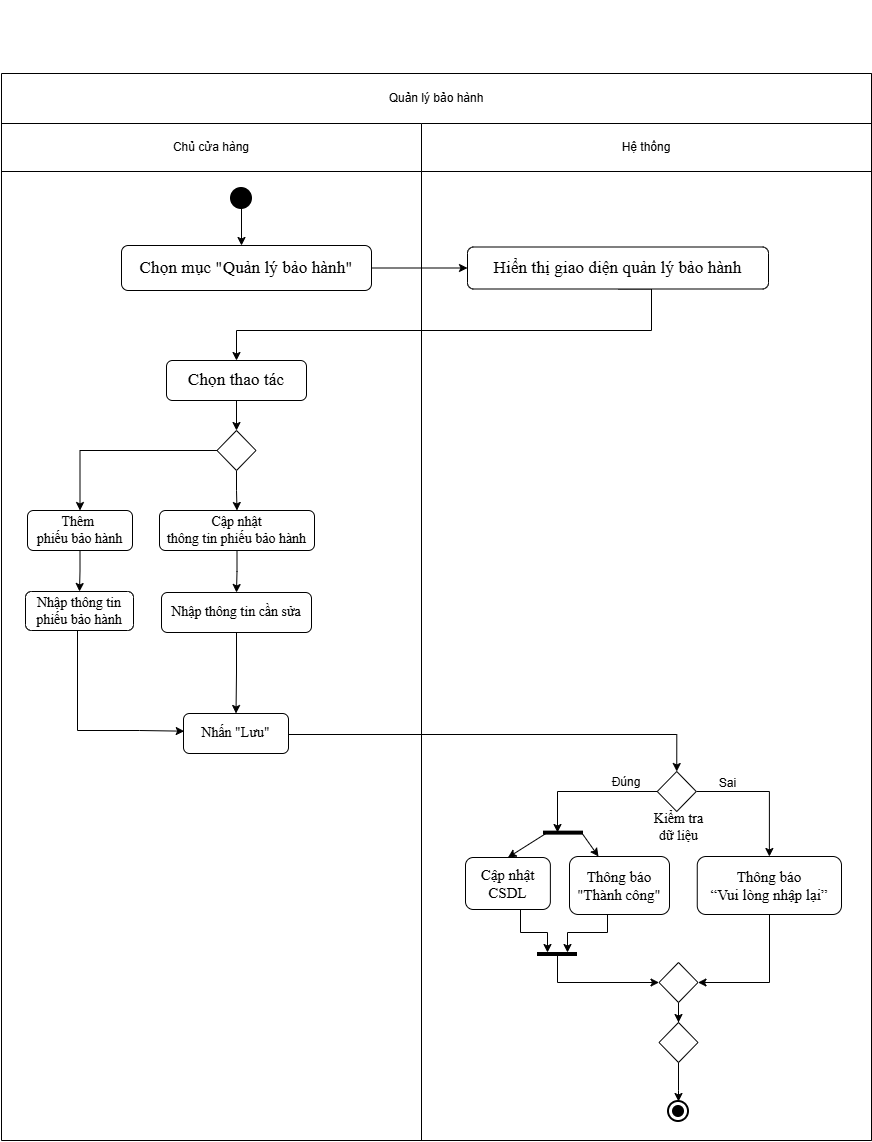 Quản lý bảo hành
Chủ cửa hàng
Hệ thống
Chọn mục "Quản lý bảo hành"
Hiển thị giao diện quản lý bảo hành
Chọn thao tác
Thêm
phiếu bảo hành
Cập nhật
thông tin phiếu bảo hành
Nhập thông tin
phiếu bảo hành
Nhập thông tin cần sửa
Nhấn "Lưu"
Đúng
Sai
Kiểm tra
dữ liệu
Cập nhật
CSDL
Thông báo
"Thành công"
Thông báo
“Vui lòng nhập lại”